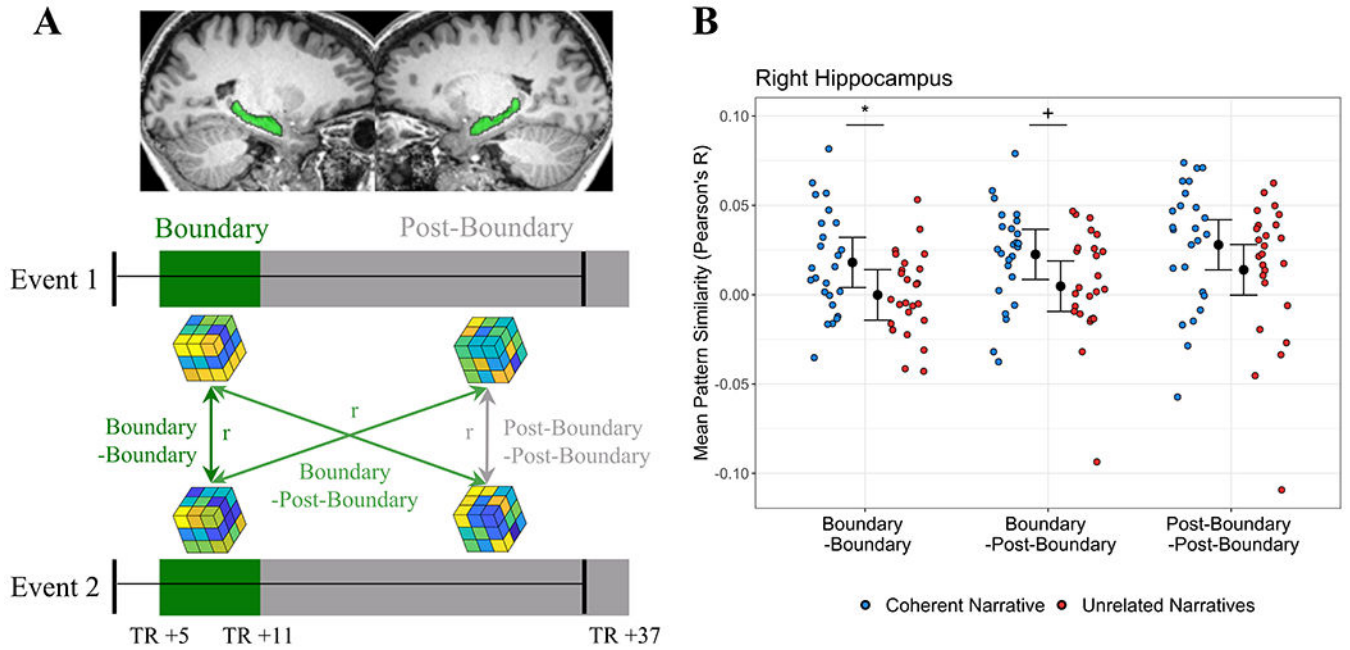 A
Boundary
Post-Boundary
Event 1
r
Boundary
-Boundary
r
r
Post-Boundary
-Post-Boundary
Boundary
-Post-Boundary
Event 2
TR +5
TR +11
TR +37
B
Right Hippocampus
Mean Pattern Similarity (Pearson's R)
0.10
0.05
0.00
-0.05
-0.10
*
+
Boundary
-Boundary
Boundary
-Post-Boundary
Post-Boundary
-Post-Boundary
Coherent Narrative
Unrelated Narratives